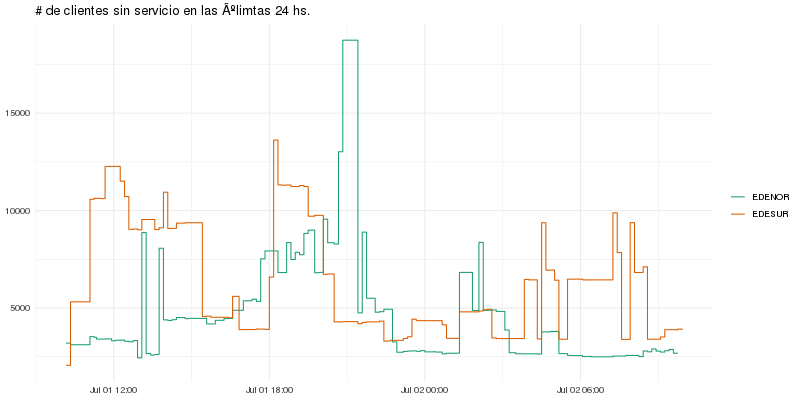 # de clientes sin servicio en las Ãºlimtas 24 hs.
15000
10000
5000
Jul 01 12:00
Jul 01 18:00
Jul 02 00:00
Jul 02 06:00
EDENOR
EDESUR